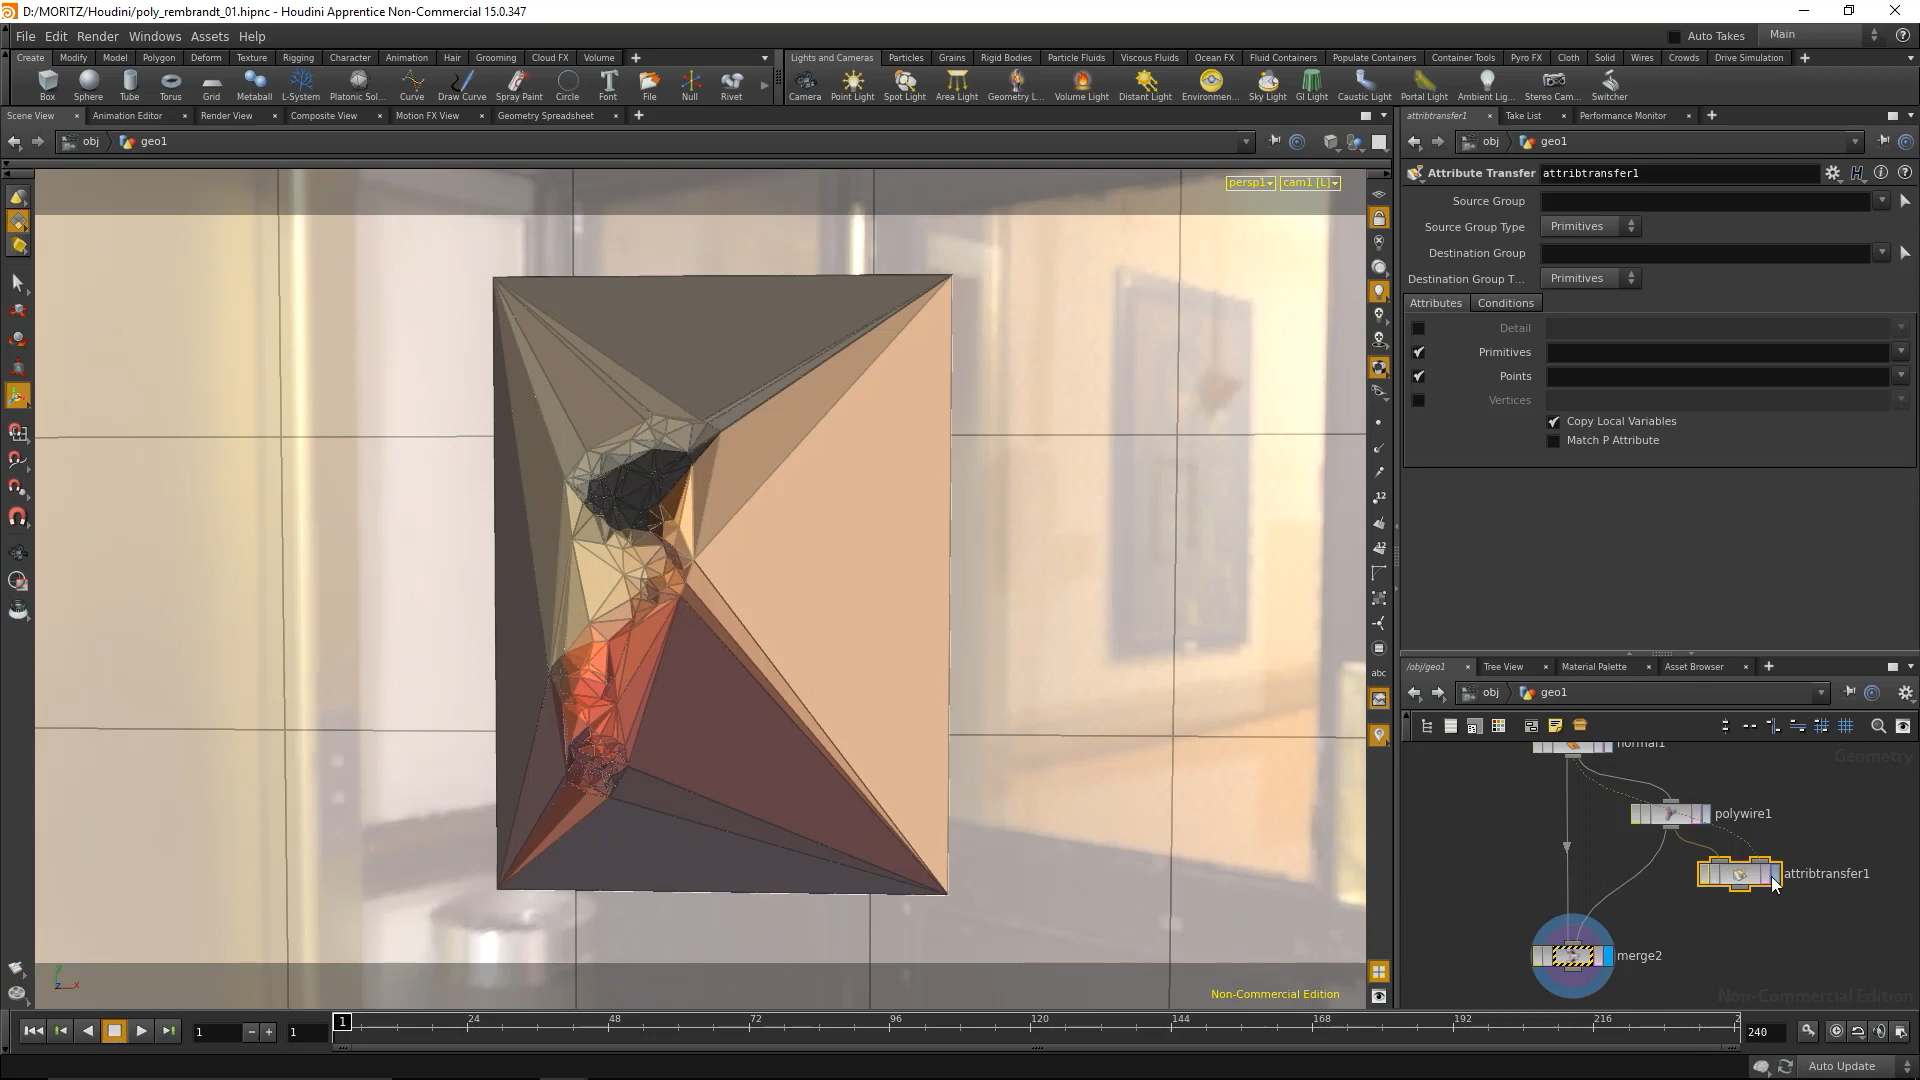 D:/MORITZ/Houdini/poly_rembrandt_01.hipnc - Houdini Apprentice Non-Commercial 15.0.347
File Edit Render Windows Assets Help
Auto Takes Main
Create Modify Model Polygon Deform Texture Rigging Character Animation Hair Grooming Cloud FX Volume
Lights and Cameras Particles Grains Rigid Bodies Particle Fluids Viscous Fluids Ocean FX Fluid Containers Populate Containers Container Tools Pyro FX Cloth Solid Wires Crowds Drive Simulation
Box Sphere Tube Torus Grid Metaball L-System Platonic Sol... Curve Draw Curve Spray Paint Circle Font File Null Rivet
Camera Point Light Spot Light Area Light Geometry L... Volume Light Distant Light Environmen... Sky Light GI Light Caustic Light Portal Light Ambient Lig... Stereo Cam... Switcher
Scene View Animation Editor Render View Composite View Motion FX View Geometry Spreadsheet
attribtransfer1 Take List Performance Monitor
obj geo1
obj geo1
persp1 cam1 [L]
Attribute Transfer attribtransfer1
Source Group
Source Group Type Primitives
Destination Group
Destination Group T... Primitives
Attributes Conditions
Detail
Primitives
Points
Vertices
Copy Local Variables
Match P Attribute
12
12
abc
/obj/geo1 Tree View Material Palette Asset Browser
obj geo1
Geometry
normal1
polywire1
attribtransfer1
merge2
Non-Commercial Edition
y
z x
Non-Commercial Edition
1 1
1 24 48 72 96 120 144 168 192 216 2
240
Auto Update